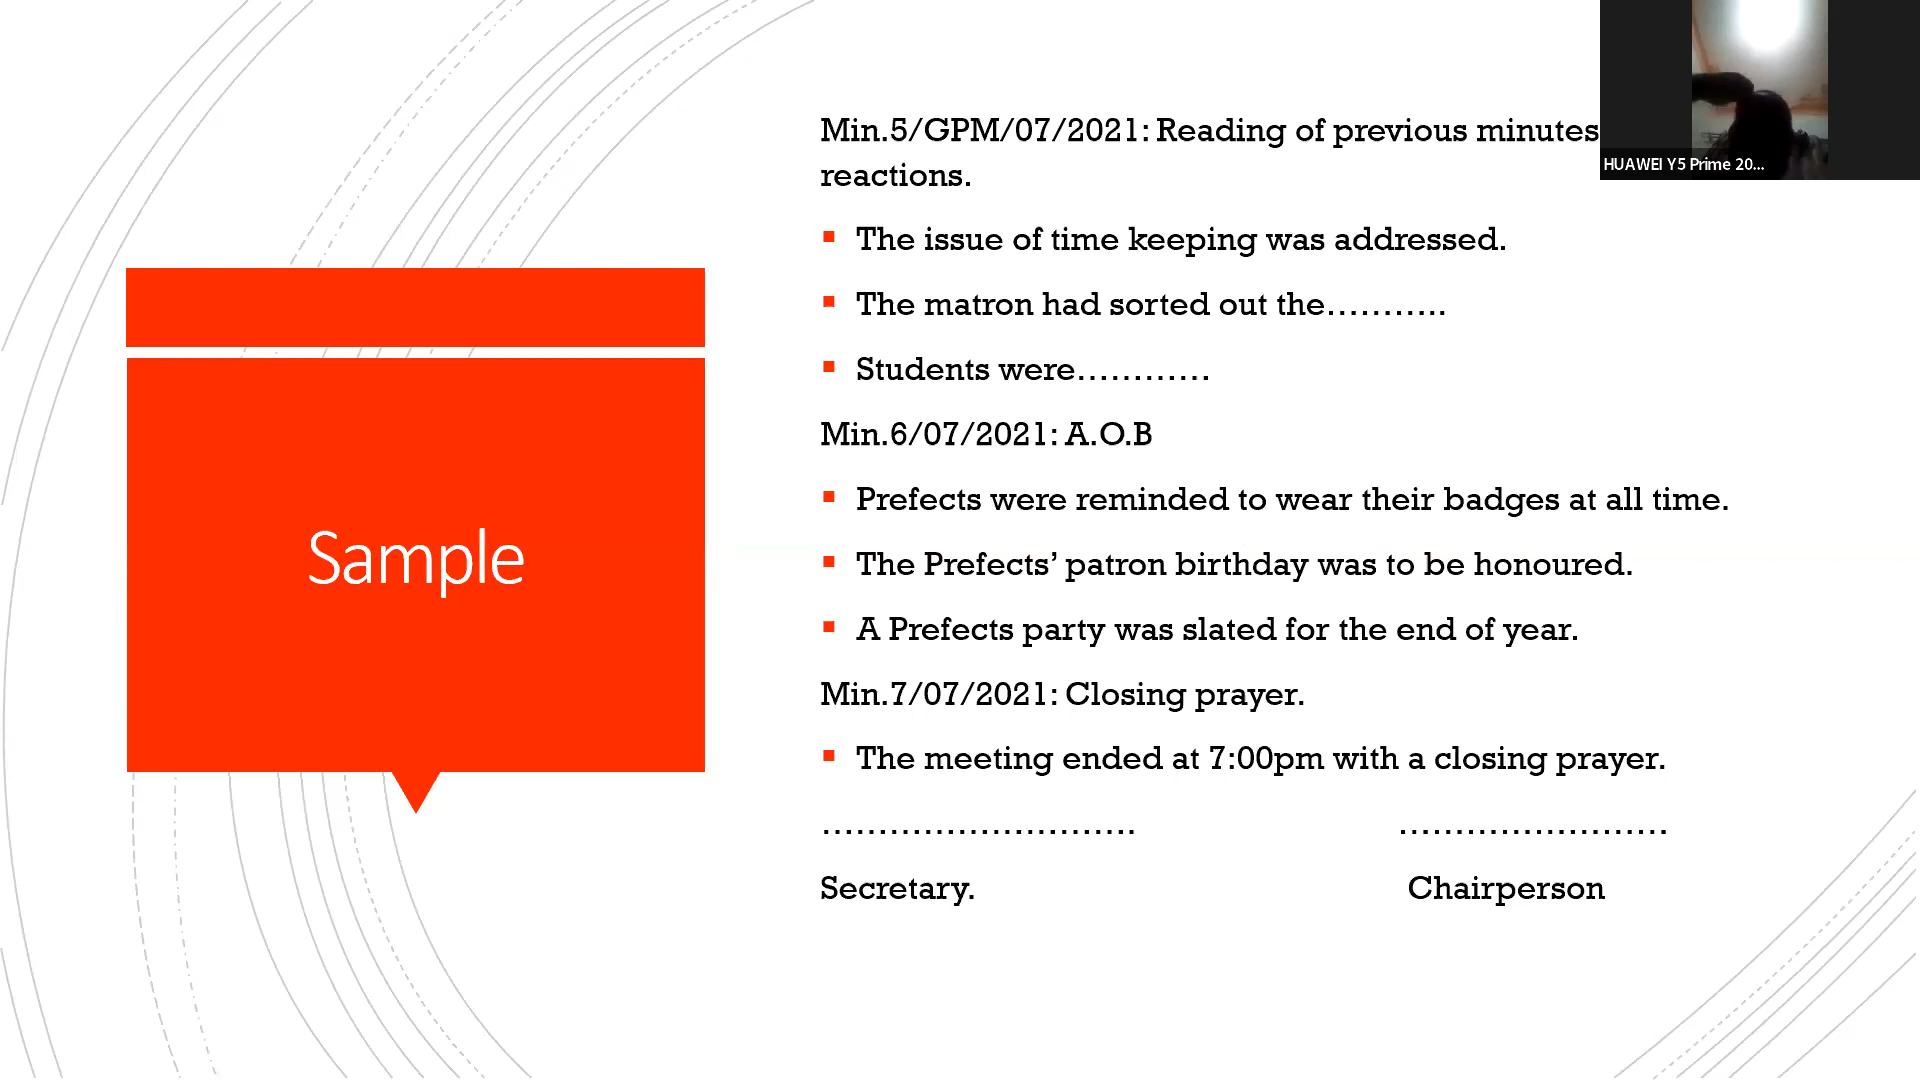 Min.5/GPM/07/2021: Reading of previous minutes
HUAWEI Y5 Prime 20...
reactions.
The issue of time keeping was addressed.
The matron had sorted out the………..
Students were…………
Min.6/07/2021: A.O.B
Prefects were reminded to wear their badges at all time.
The Prefects’ patron birthday was to be honoured.
Sample
A Prefects party was slated for the end of year.
Min.7/07/2021: Closing prayer.
The meeting ended at 7:00pm with a closing prayer.
………………………. ……………………
Secretary. Chairperson